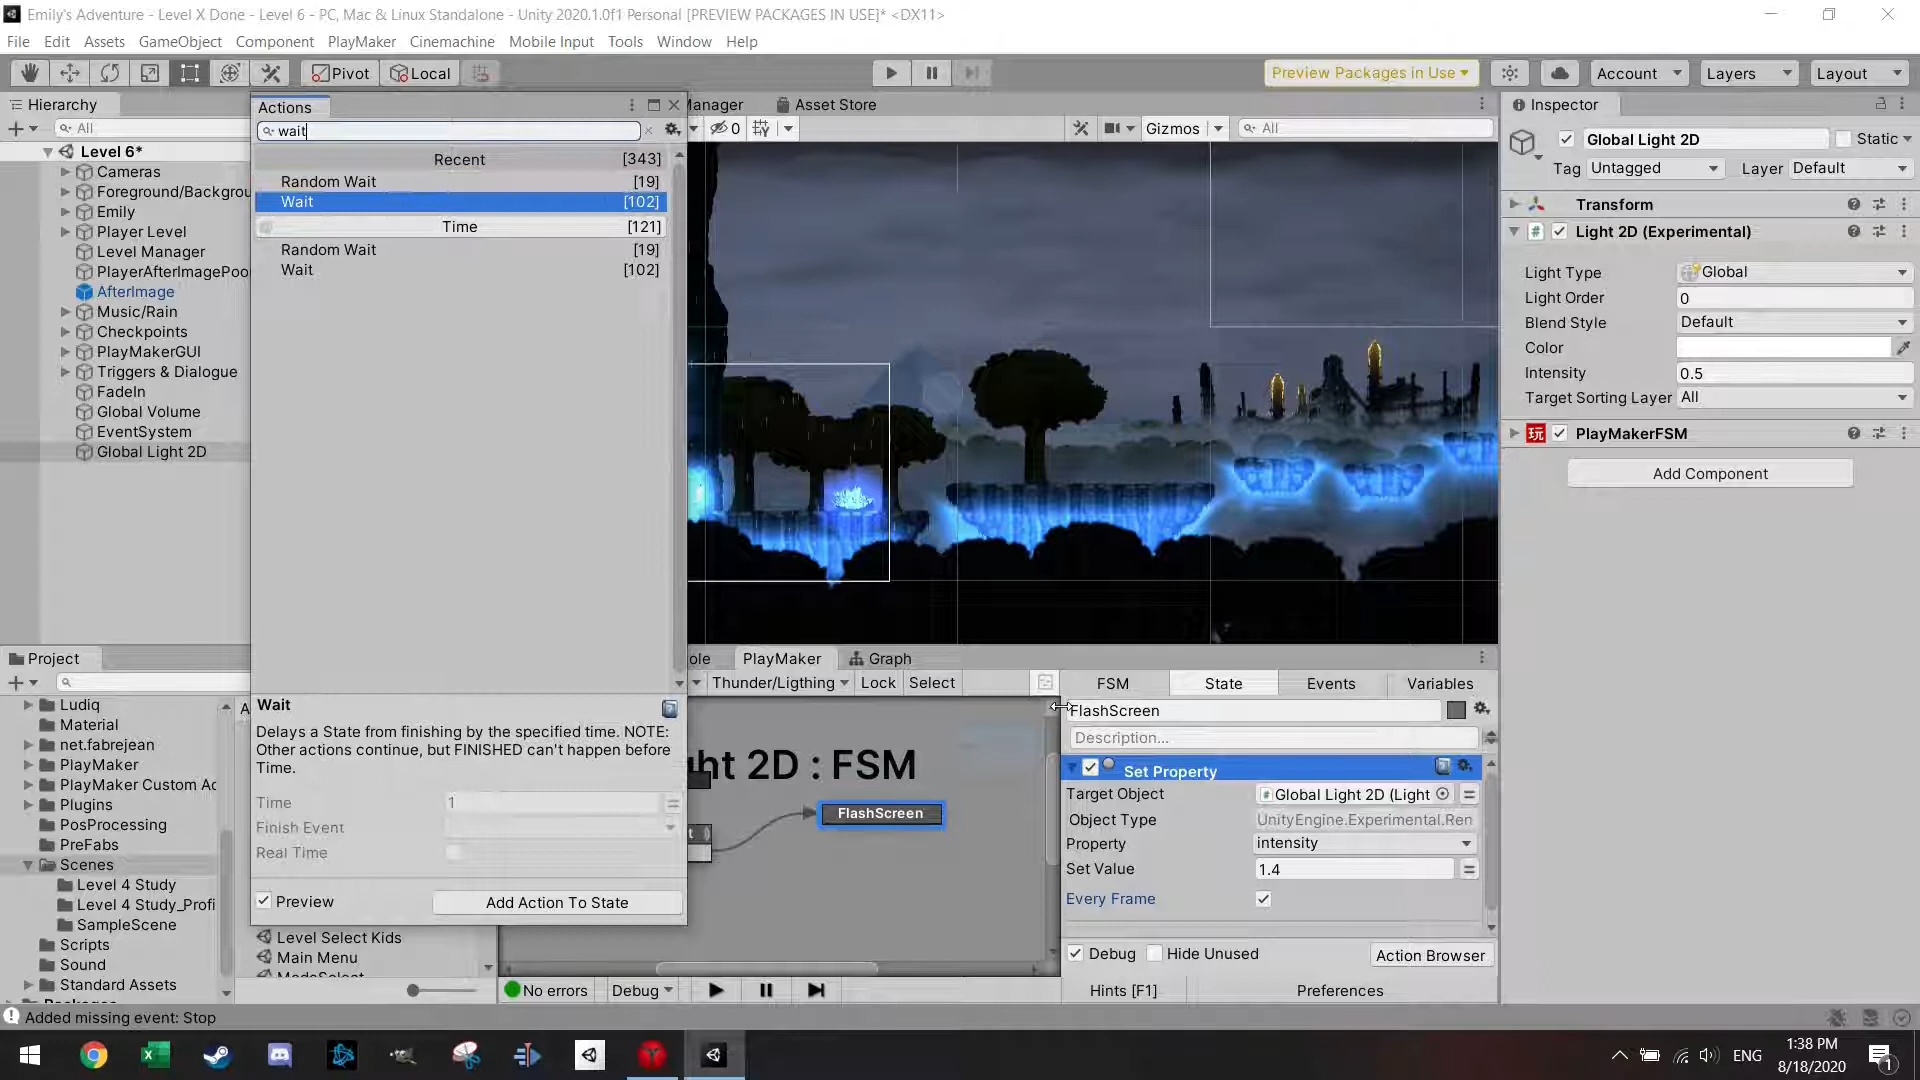 Emily's Adventure - Level X Done - Level 6 - PC, Mac & Linux Standalone - Unity 2020.1.0f1 Personal [PREVIEW PACKAGES IN USE]* <DX11>
File Edit Assets GameObject Component PlayMaker Cinemachine Mobile Input Tools Window Help
Pivot Local Preview Packages in Use Account Layers Layout
Hierarchy
All
Level 6*
Cameras
Foreground/Backgrou
Emily
Player Level
Level Manager
PlayerAfterImagePoo
AfterImage
Music/Rain
Checkpoints
PlayMakerGUI
Triggers & Dialogue
FadeIn
Global Volume
EventSystem
Global Light 2D
Actions
wait
Recent [343]
Random Wait [19]
Wait [102]
Time [121]
Random Wait [19]
Wait [102]
Wait
Delays a State from finishing by the specified time. NOTE:
Other actions continue, but FINISHED can't happen before
Time.
Time 1
Finish Event
Real Time
Preview Add Action To State
Manager Asset Store
0 Gizmos All
Inspector
Global Light 2D Static
Tag Untagged Layer Default
Transform
Light 2D (Experimental)
Light Type Global
Light Order 0
Blend Style Default
Color
Intensity 0.5
Target Sorting Layer All
PlayMakerFSM
Add Component
Project
Ludiq
Material
net.fabrejean
PlayMaker
PlayMaker Custom Ac
Plugins
PosProcessing
PreFabs
Scenes
Level 4 Study
Level 4 Study_Profi
SampleScene
Scripts
Sound
Standard Assets
Level Select Kids
Main Menu
ole PlayMaker Graph
Thunder/Ligthing Lock Select
ht 2D : FSM
FlashScreen
FSM State Events Variables
FlashScreen
Description...
Set Property
Target Object Global Light 2D (Light
Object Type UnityEngine.Experimental.Ren
Property intensity
Set Value 1.4
Every Frame
Debug Hide Unused Action Browser
No errors Debug Hints [F1] Preferences
Added missing event: Stop
ENG
1:38 PM
8/18/2020
1